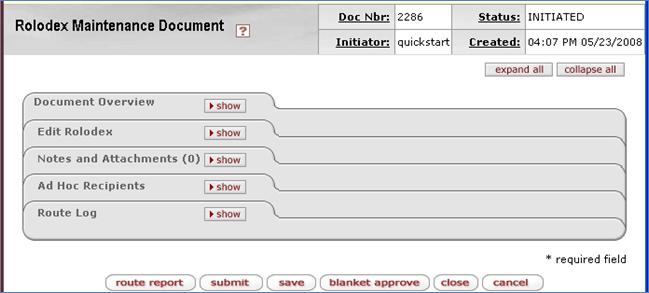 Rolodex Maintenance Document ?
Doc Nbr: 2286 Status: INITIATED
Initiator: quickstart Created: 04:07 PM 05/23/2008
expand all collapse all
Document Overview show
Edit Rolodex show
Notes and Attachments (0) show
Ad Hoc Recipients show
Route Log show
* required field
route report submit save blanket approve close cancel